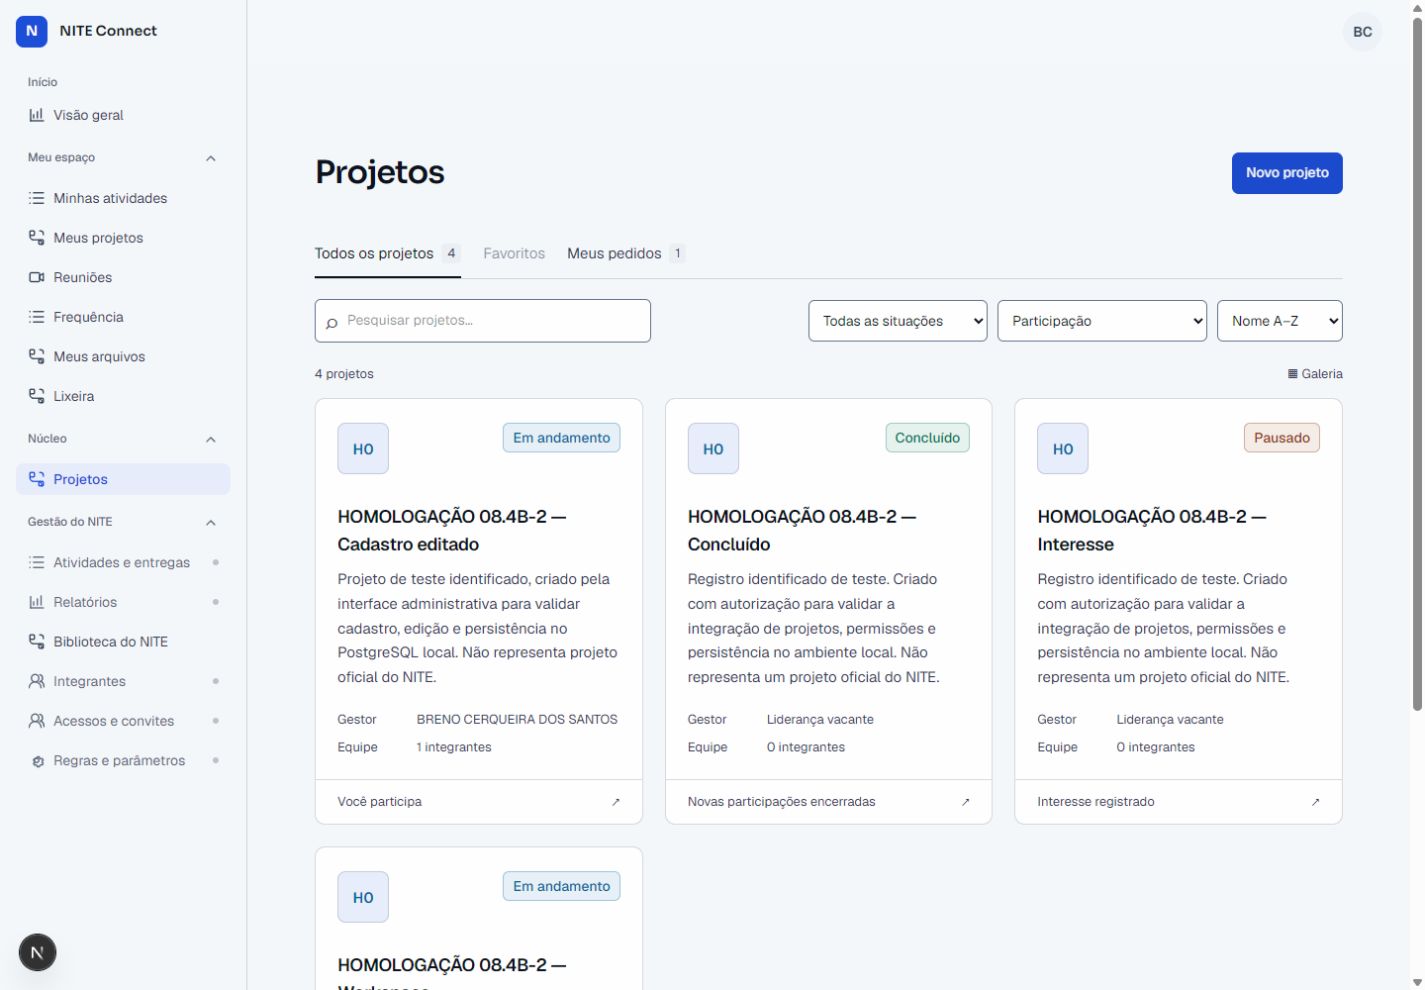 N NITE Connect
BC
Início
Visão geral
Meu espaço
Minhas atividades
Meus projetos
Reuniões
Frequência
Meus arquivos
Lixeira
Núcleo
Projetos
Gestão do NITE
Atividades e entregas
Relatórios
Biblioteca do NITE
Integrantes
Acessos e convites
Regras e parâmetros
N
Projetos
Novo projeto
Todos os projetos 4 Favoritos Meus pedidos 1
Pesquisar projetos...
Todas as situações
Participação
Nome A–Z
4 projetos
Galeria
HO
Em andamento
HOMOLOGAÇÃO 08.4B-2 —
Cadastro editado
Projeto de teste identificado, criado pela
interface administrativa para validar
cadastro, edição e persistência no
PostgreSQL local. Não representa projeto
oficial do NITE.
Gestor BRENO CERQUEIRA DOS SANTOS
Equipe 1 integrantes
Você participa
HO
Concluído
HOMOLOGAÇÃO 08.4B-2 —
Concluído
Registro identificado de teste. Criado
com autorização para validar a
integração de projetos, permissões e
persistência no ambiente local. Não
representa um projeto oficial do NITE.
Gestor Liderança vacante
Equipe 0 integrantes
Novas participações encerradas
HO
Pausado
HOMOLOGAÇÃO 08.4B-2 —
Interesse
Registro identificado de teste. Criado
com autorização para validar a
integração de projetos, permissões e
persistência no ambiente local. Não
representa um projeto oficial do NITE.
Gestor Liderança vacante
Equipe 0 integrantes
Interesse registrado
HO
Em andamento
HOMOLOGAÇÃO 08.4B-2 —